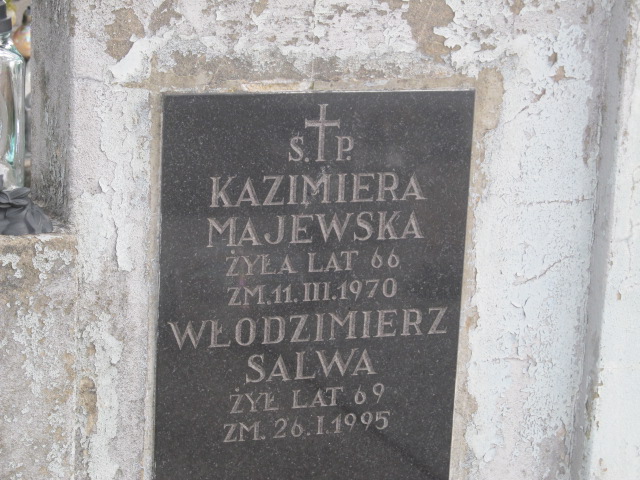 Ś.P.
KAZIMIERA
MAJEWSKA
ŻYŁA LAT 66
ZM.11.III.1970
WŁODZIMIERZ
SALWA
ŻYŁ LAT 69
ZM. 26.I.1995